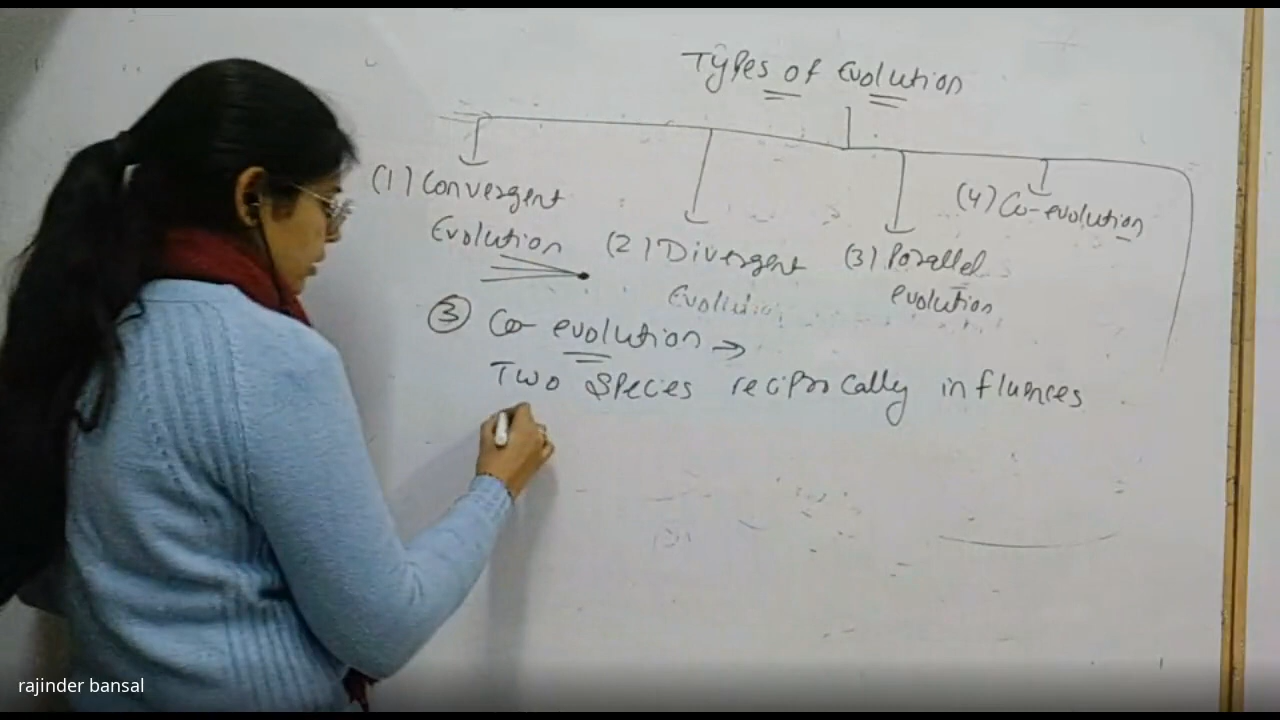 Types of Evolution
(1) Convergent
Evolution
(2) Divergent
Evolution
(3) Parallel
evolution
(4) Co-evolution
③ Co-evolution →
Two species reciprocally influences
rajinder bansal